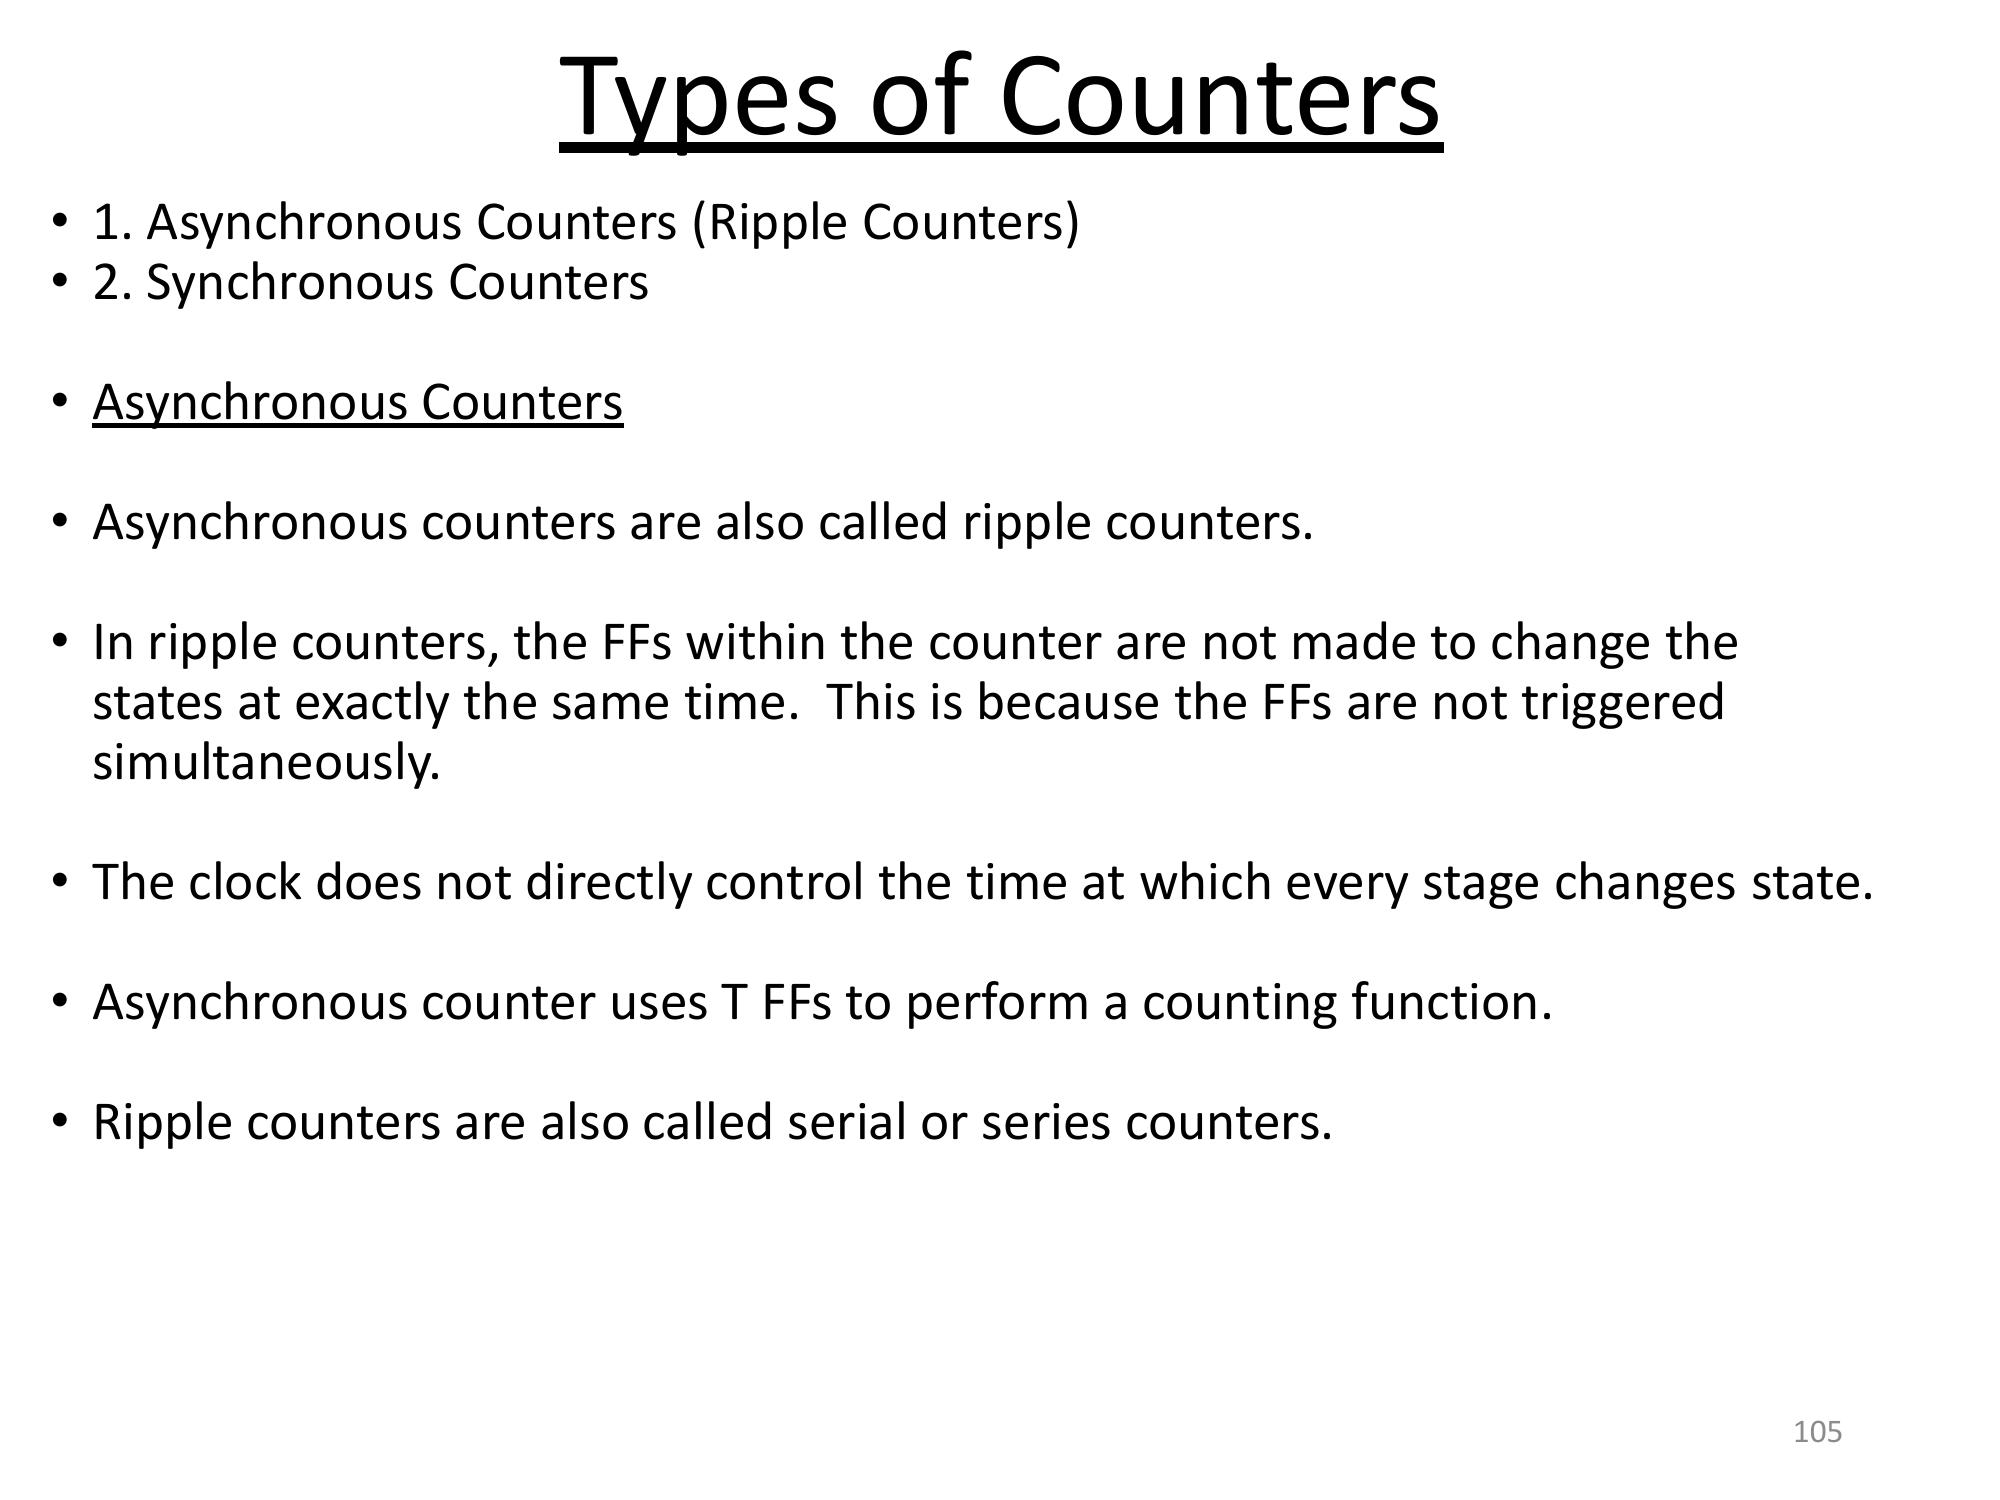 Types of Counters
• 1. Asynchronous Counters (Ripple Counters)
• 2. Synchronous Counters
• Asynchronous Counters
• Asynchronous counters are also called ripple counters.
• In ripple counters, the FFs within the counter are not made to change the
states at exactly the same time.  This is because the FFs are not triggered
simultaneously.
• The clock does not directly control the time at which every stage changes state.
• Asynchronous counter uses T FFs to perform a counting function.
• Ripple counters are also called serial or series counters.
105